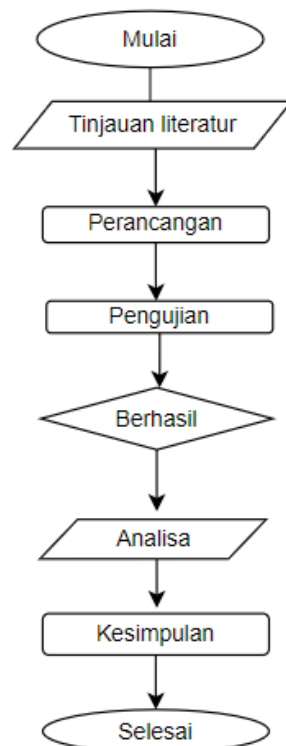 Mulai
Tinjauan literatur
Perancangan
Pengujian
Berhasil
Analisa
Kesimpulan
Selesai